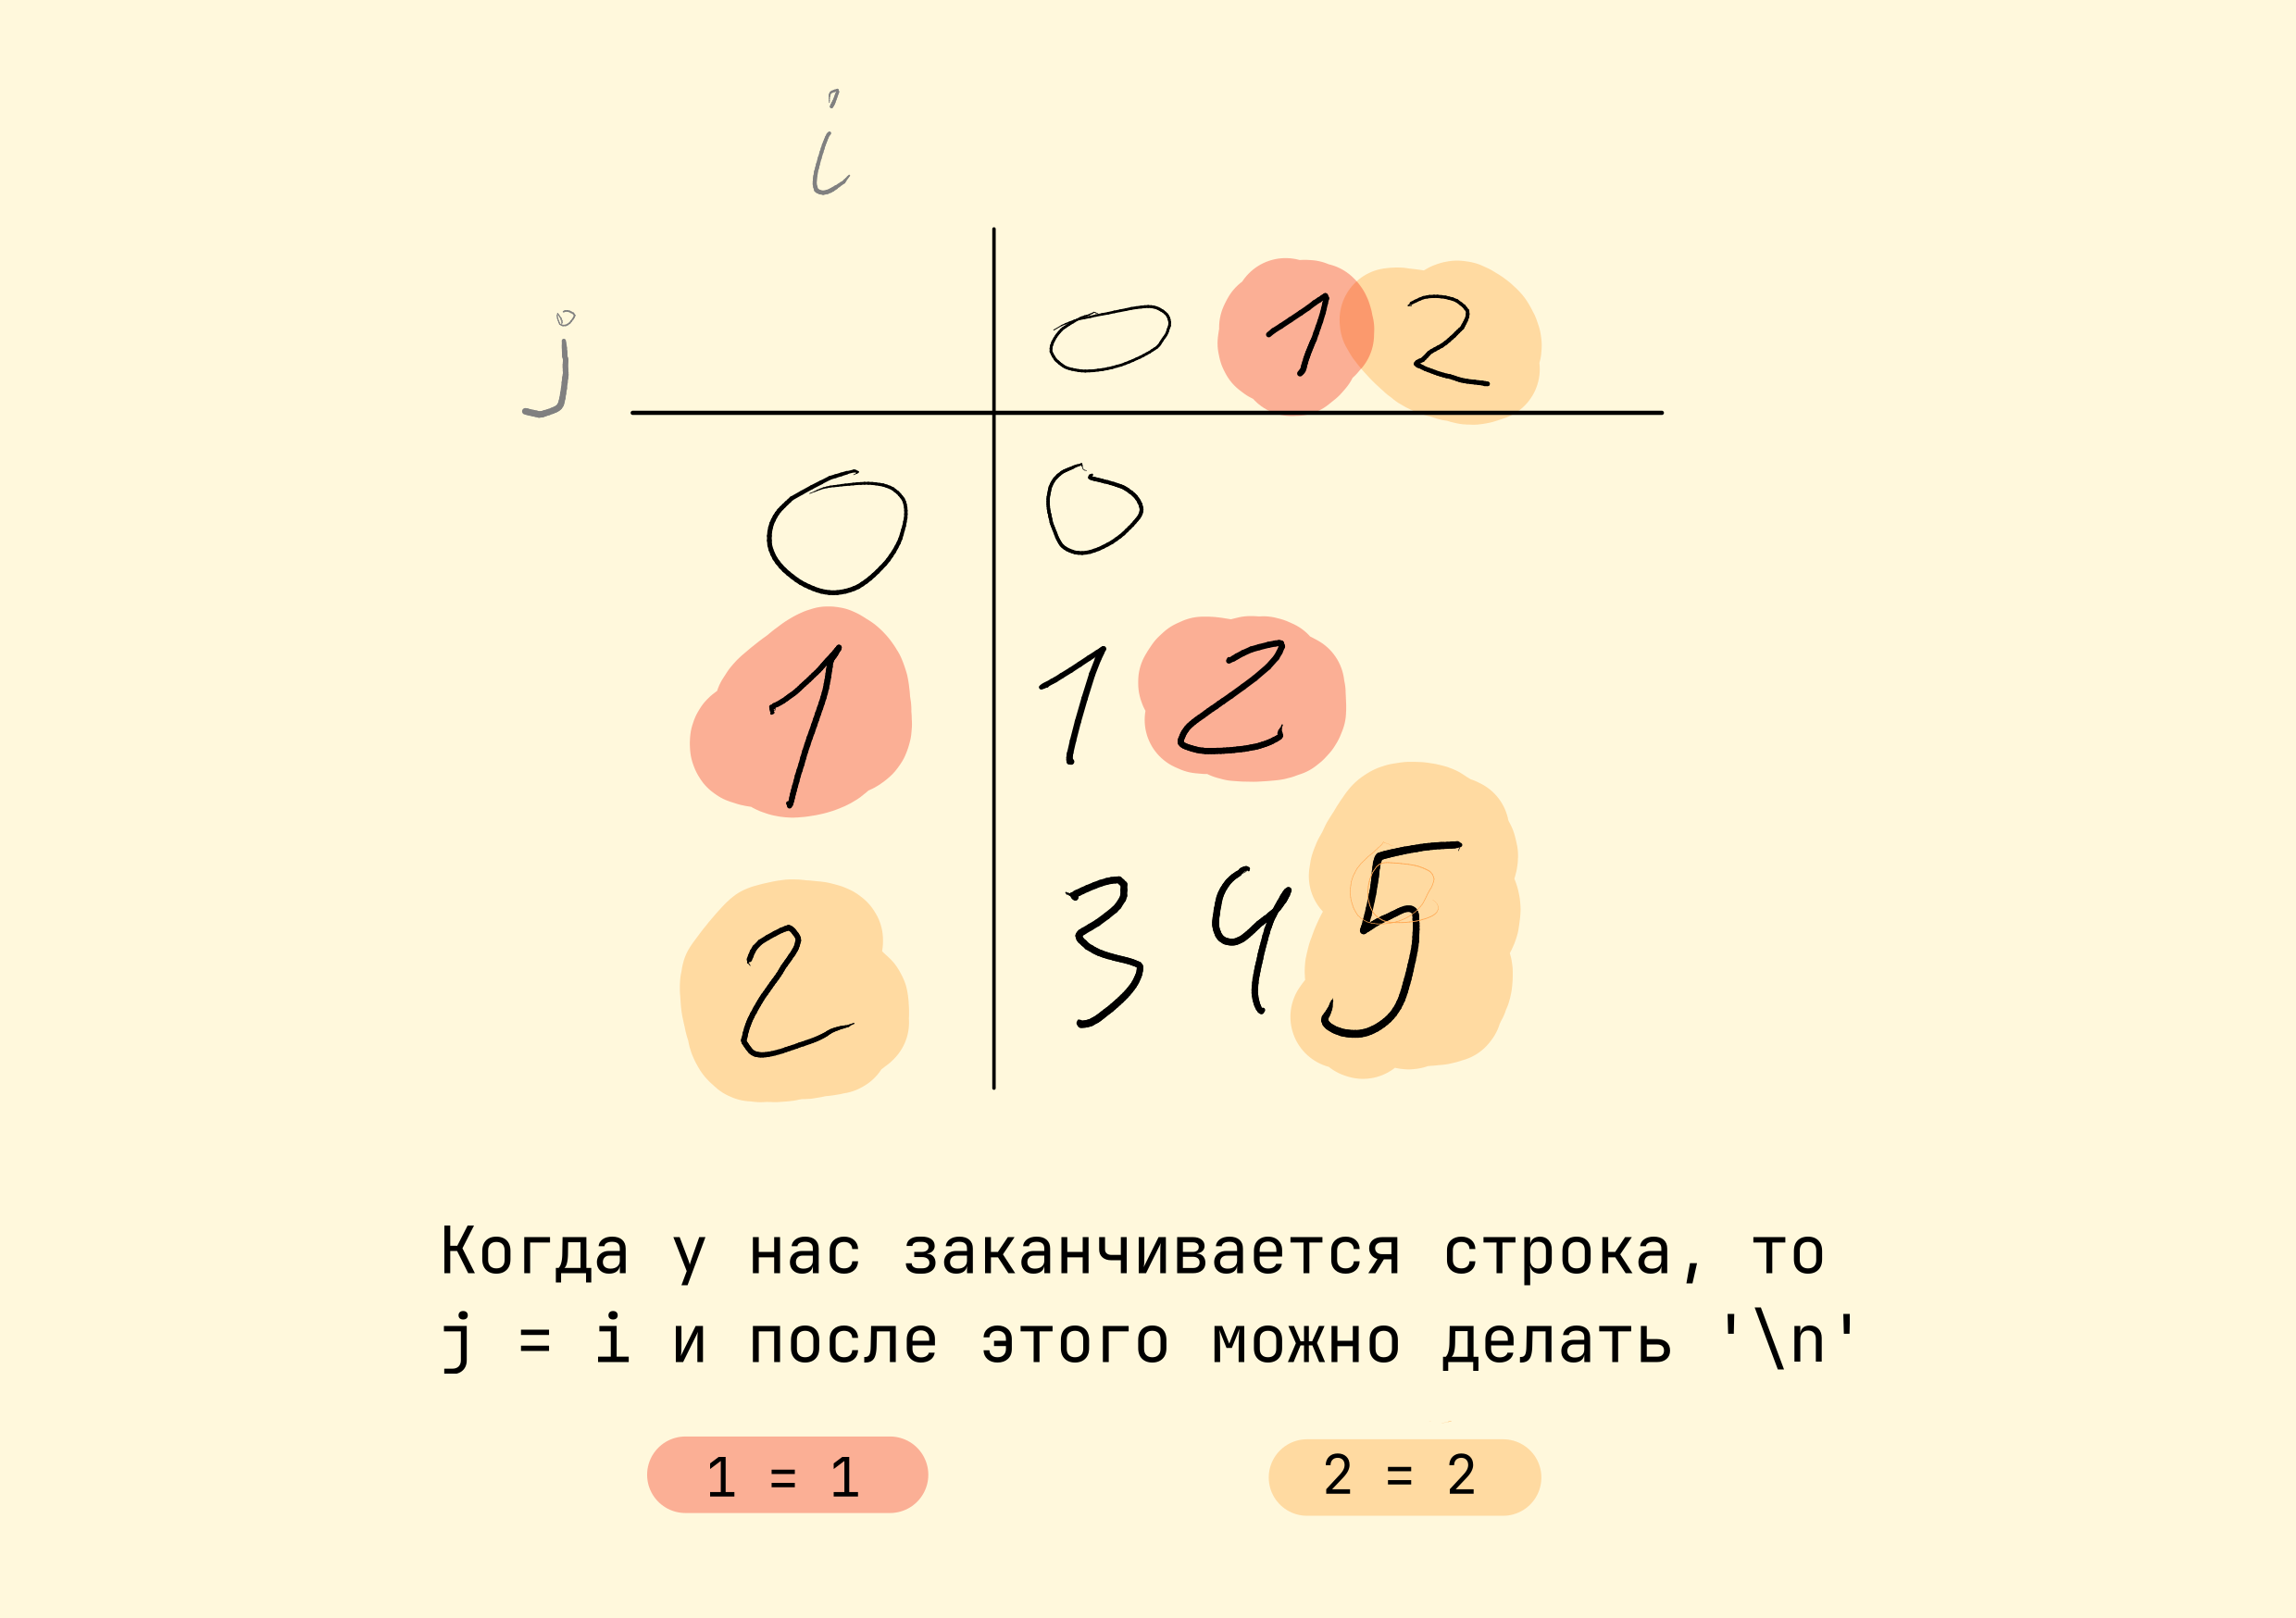 i
j
0 1 2
0 0
1 1 2
2 3 4 5
Когда у нас заканчивается строка, то
j = i и после этого можно делать '\n'
1 = 1 2 = 2